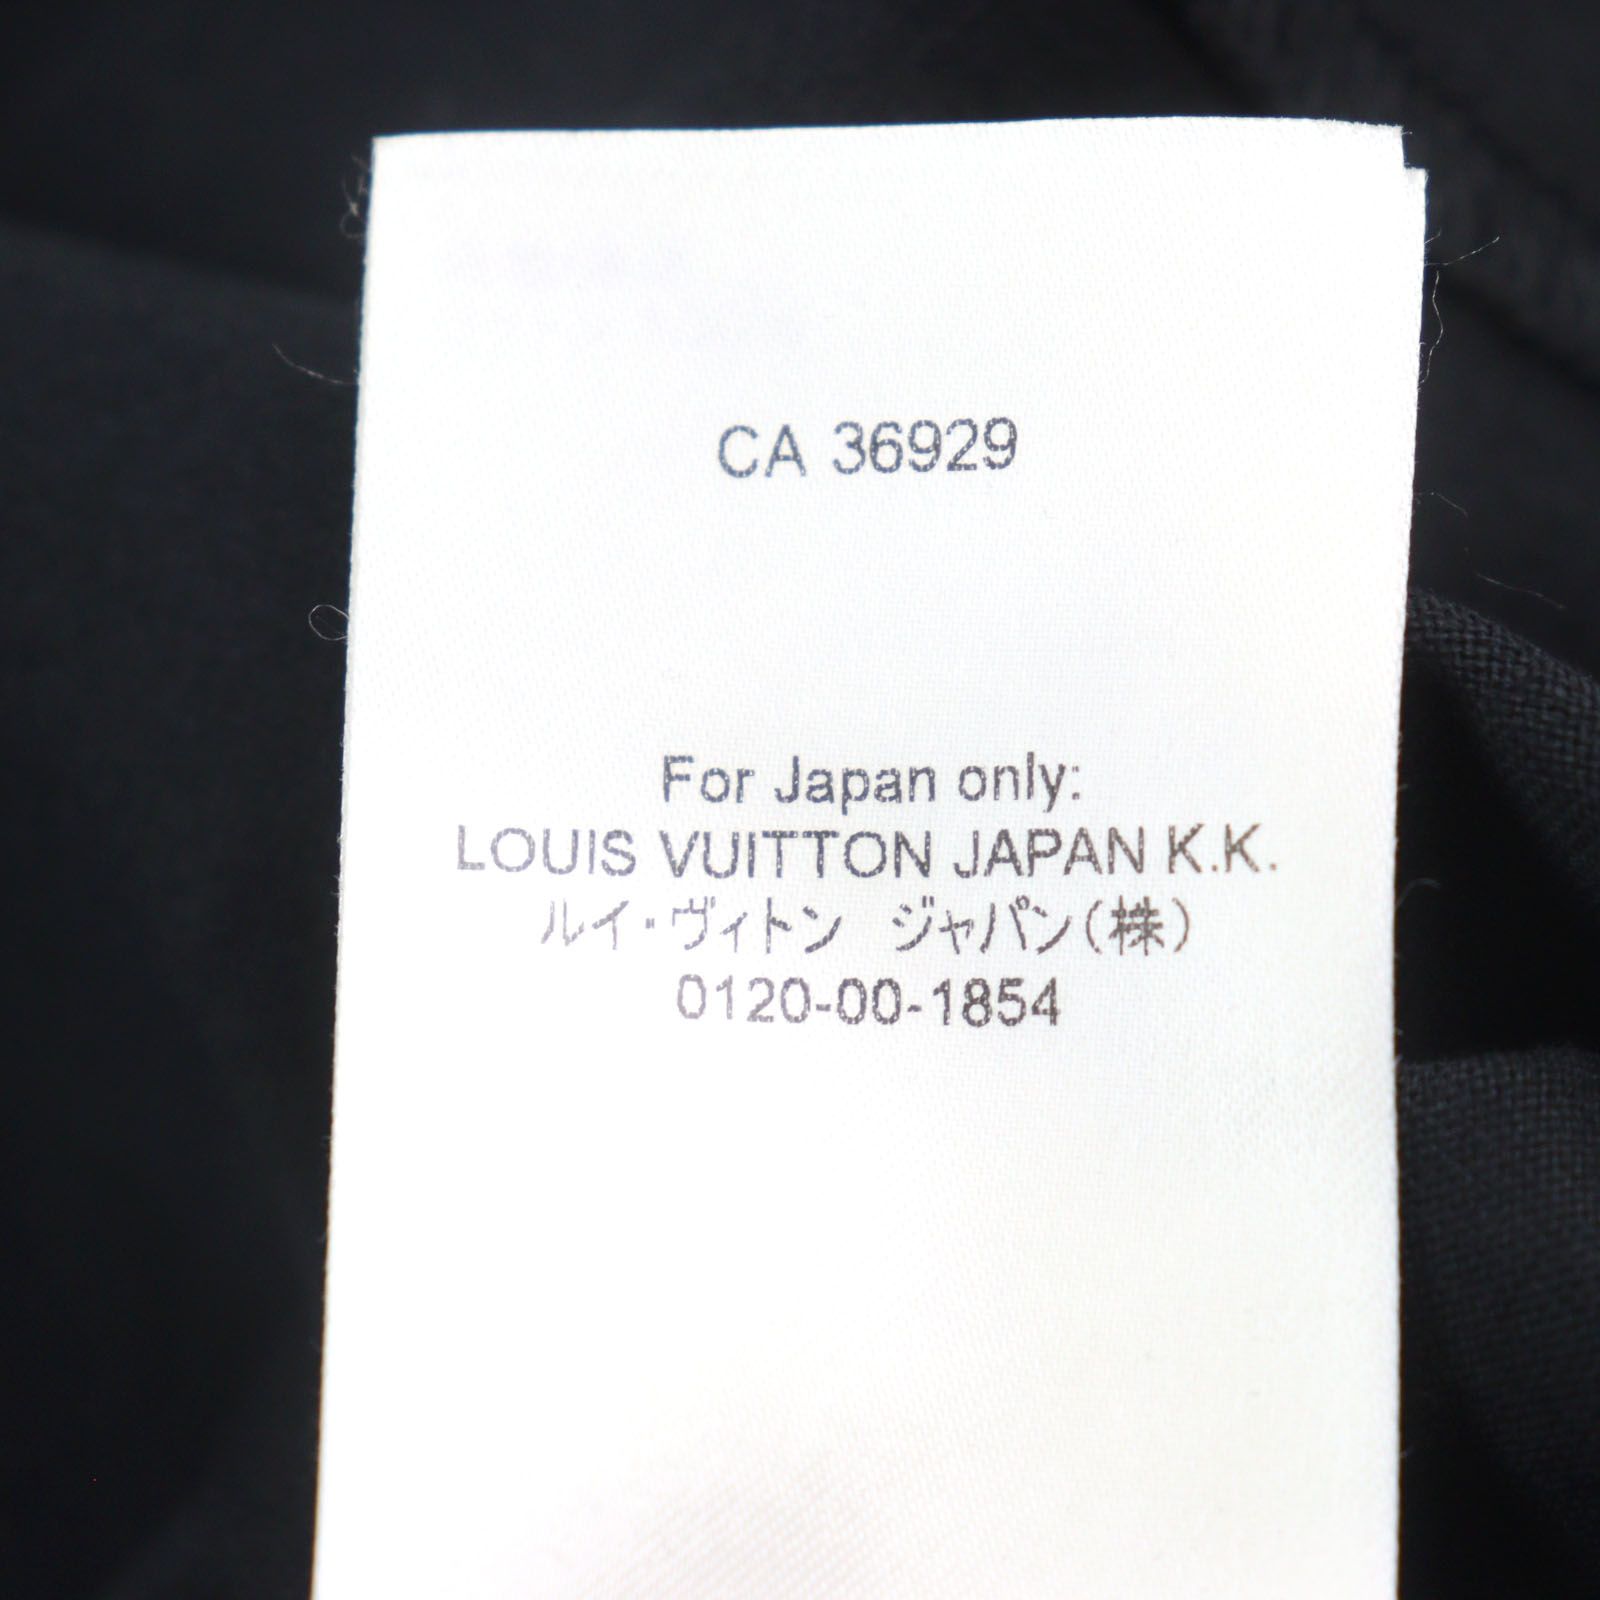 CA 36929
For Japan only:
LOUIS VUITTON JAPAN K.K.
ルイ・ヴィトン ジャパン(株)
0120-00-1854